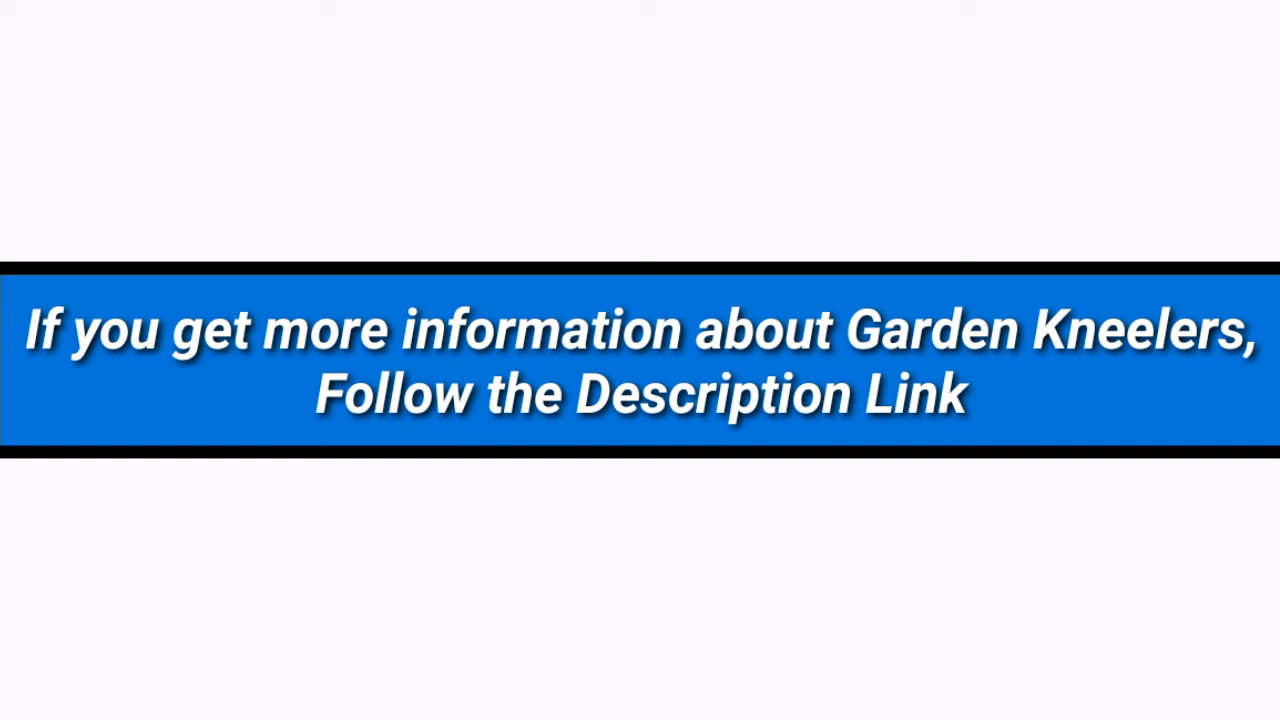 If you get more information about Garden Kneelers,
Follow the Description Link